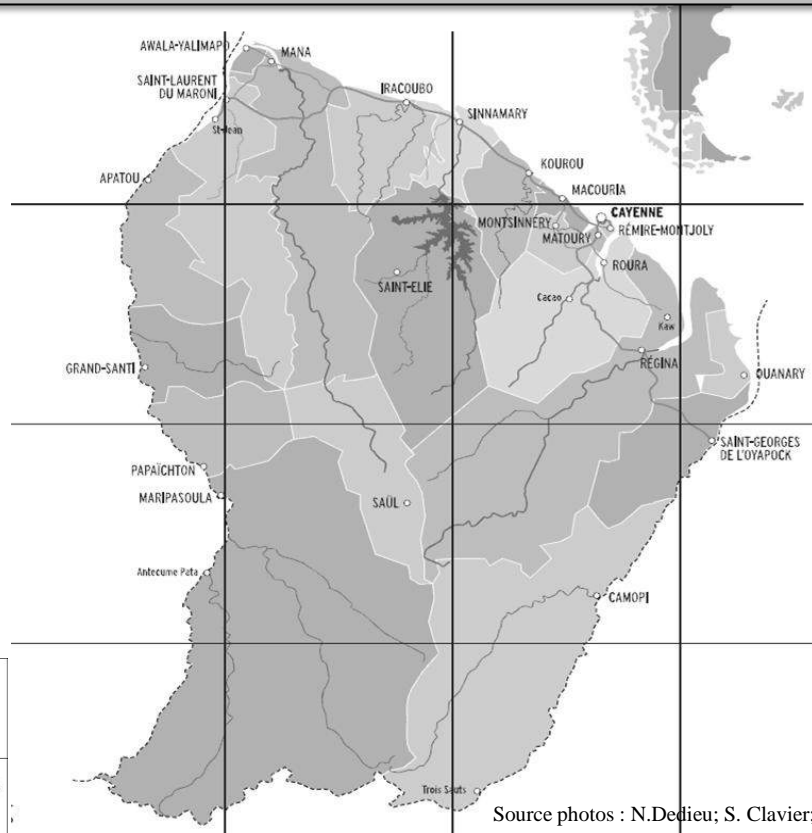 AWALA-YALIMAPO
MANA
SAINT-LAURENT
DU MARONI
St-Jean
IRACOUBO
SINNAMARY
APATOU
KOUROU
MACOURIA
CAYENNE
MONTSINNÉRY
RÉMIRE-MONTJOLY
MATOURY
ROURA
SAINT-ELIE
Cacao
Kaw
GRAND-SANTI
RÉGINA
OUANARY
SAINT-GEORGES
DE L'OYAPOCK
PAPAÏCHTON
MARIPASOULA
SAÜL
Antecume Pata
CAMOPI
Trois Sauts
Source photos : N.Dedieu; S. Clavier;